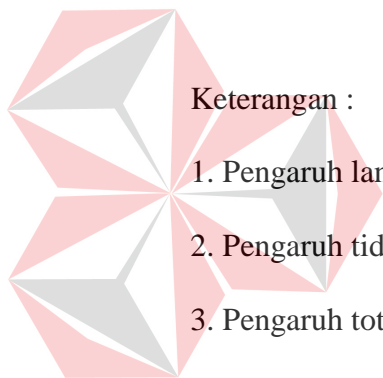 Keterangan :
1. Pengaruh lan
2. Pengaruh tid
3. Pengaruh tot